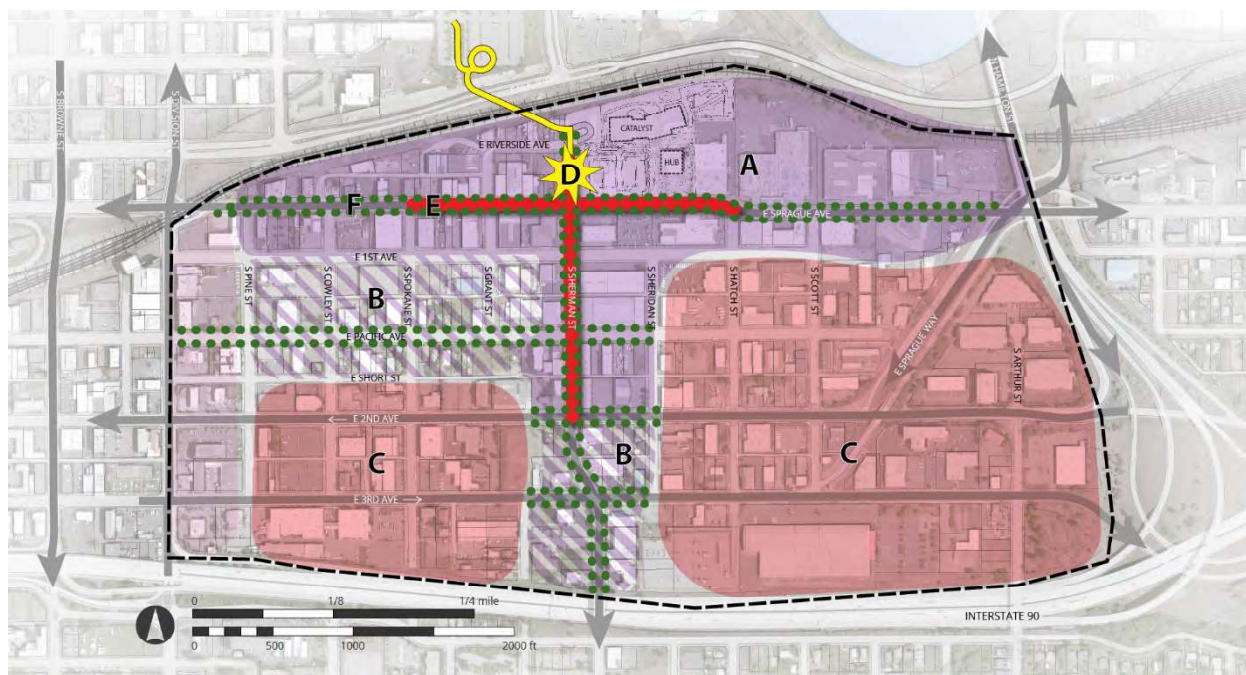 S BROWNE ST
S DIVISION ST
N HAMILTON ST
E RIVERSIDE AVE
CATALYST
HUB
A
D
F
E
E SPRAGUE AVE
E 1ST AVE
S PINE ST
S COWLEY ST
S SPOKANE ST
S GRANT ST
S SHERMAN ST
S SHERIDAN ST
S HATCH ST
S SCOTT ST
B
E PACIFIC AVE
E SPRAGUE WAY
S ARTHUR ST
E SHORT ST
← E 2ND AVE
C
B
C
E 3RD AVE →
0 1/8 1/4 mile
0 500 1000 2000 ft
INTERSTATE 90